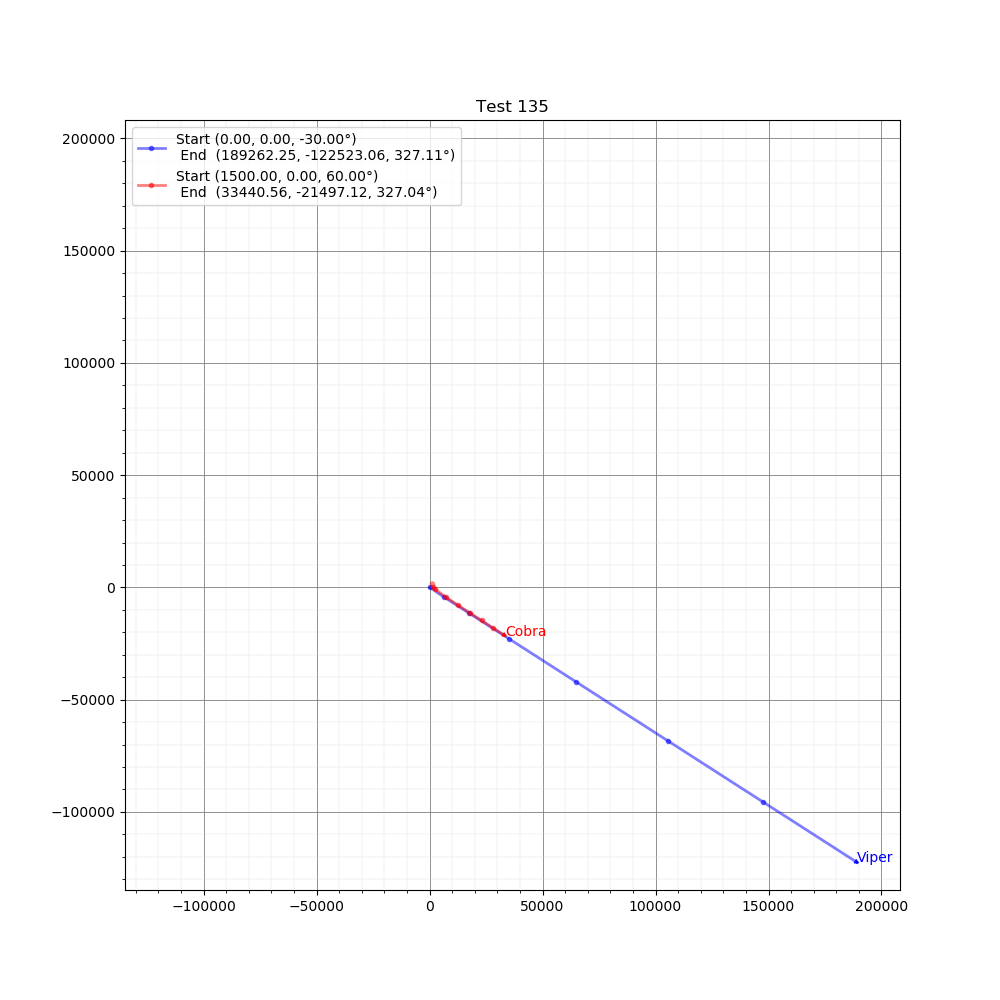 Test 135
Start (0.00, 0.00, -30.00°)
End  (189262.25, -122523.06, 327.11°)
Start (1500.00, 0.00, 60.00°)
End  (33440.56, -21497.12, 327.04°)
200000
150000
100000
50000
0
−50000
−100000
Cobra
Viper
−100000
−50000
0
50000
100000
150000
200000